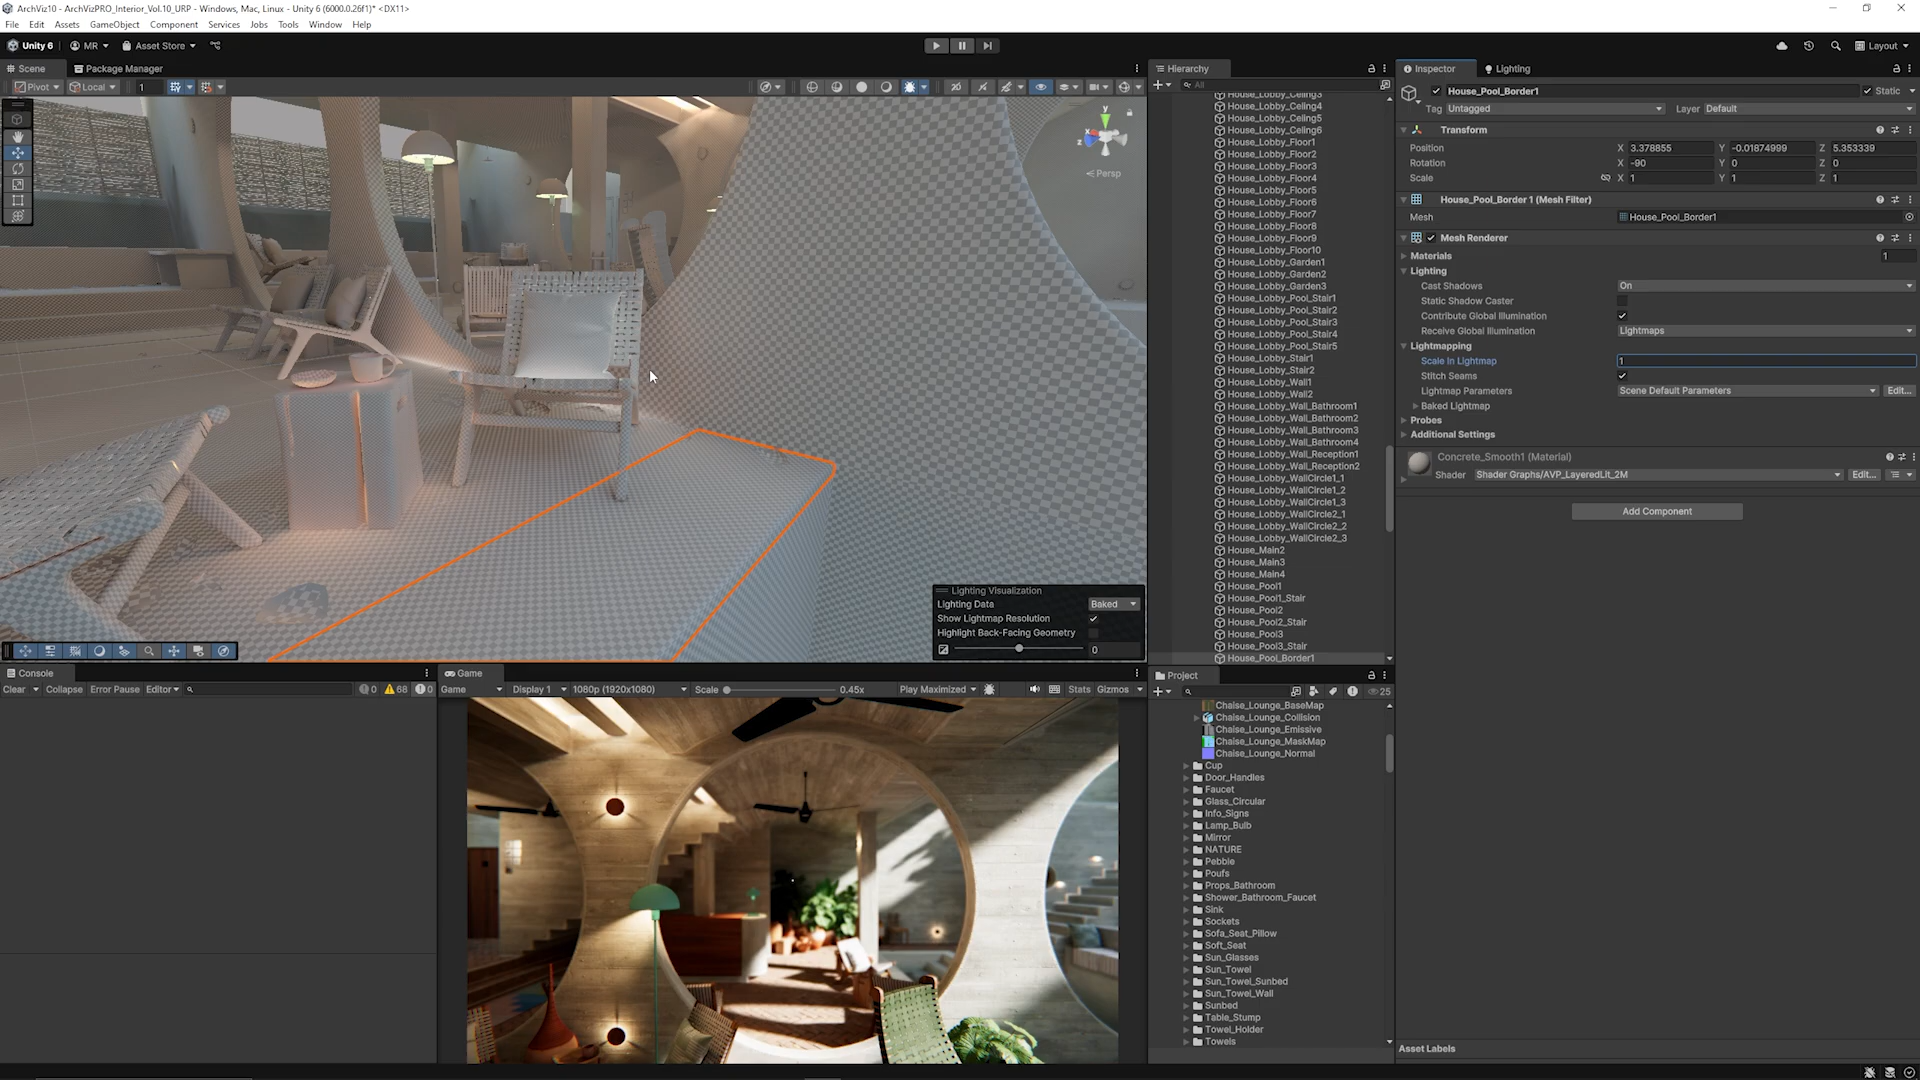 ArchViz10 - ArchVizPRO_Interior_Vol.10_URP - Windows, Mac, Linux - Unity 6 (6000.0.26f1)* <DX11>
File Edit Assets GameObject Component Services Jobs Tools Window Help
Unity 6 MR Asset Store Layout
Scene Package Manager
Pivot Local 1
y
x
z
Persp
Lighting Visualization
Lighting Data Baked
Show Lightmap Resolution
Highlight Back-Facing Geometry
0
Console
Clear Collapse Error Pause Editor 0 68 0
Game
Game Display 1 1080p (1920x1080) Scale 0.45x Play Maximized Stats Gizmos
Hierarchy
All
House_Lobby_Celing3
House_Lobby_Celing4
House_Lobby_Celing5
House_Lobby_Celing6
House_Lobby_Floor1
House_Lobby_Floor2
House_Lobby_Floor3
House_Lobby_Floor4
House_Lobby_Floor5
House_Lobby_Floor6
House_Lobby_Floor7
House_Lobby_Floor8
House_Lobby_Floor9
House_Lobby_Floor10
House_Lobby_Garden1
House_Lobby_Garden2
House_Lobby_Garden3
House_Lobby_Pool_Stair1
House_Lobby_Pool_Stair2
House_Lobby_Pool_Stair3
House_Lobby_Pool_Stair4
House_Lobby_Pool_Stair5
House_Lobby_Stair1
House_Lobby_Stair2
House_Lobby_Wall1
House_Lobby_Wall2
House_Lobby_Wall_Bathroom1
House_Lobby_Wall_Bathroom2
House_Lobby_Wall_Bathroom3
House_Lobby_Wall_Bathroom4
House_Lobby_Wall_Reception1
House_Lobby_Wall_Reception2
House_Lobby_WallCircle1_1
House_Lobby_WallCircle1_2
House_Lobby_WallCircle1_3
House_Lobby_WallCircle2_1
House_Lobby_WallCircle2_2
House_Lobby_WallCircle2_3
House_Main2
House_Main3
House_Main4
House_Pool1
House_Pool1_Stair
House_Pool2
House_Pool2_Stair
House_Pool3
House_Pool3_Stair
House_Pool_Border1
Project
25
Chaise_Lounge_BaseMap
Chaise_Lounge_Collision
Chaise_Lounge_Emissive
Chaise_Lounge_MaskMap
Chaise_Lounge_Normal
Cup
Door_Handles
Faucet
Glass_Circular
Info_Signs
Lamp_Bulb
Mirror
NATURE
Pebble
Poufs
Props_Bathroom
Shower_Bathroom_Faucet
Sink
Sockets
Sofa_Seat_Pillow
Soft_Seat
Sun_Glasses
Sun_Towel
Sun_Towel_Sunbed
Sun_Towel_Wall
Sunbed
Table_Stump
Towel_Holder
Towels
Inspector Lighting
House_Pool_Border1 Static
Tag Untagged Layer Default
Transform
Position X 3.378855 Y -0.01874999 Z 5.353339
Rotation X -90 Y 0 Z 0
Scale X 1 Y 1 Z 1
House_Pool_Border 1 (Mesh Filter)
Mesh House_Pool_Border1
Mesh Renderer
Materials 1
Lighting
Cast Shadows On
Static Shadow Caster
Contribute Global Illumination
Receive Global Illumination Lightmaps
Lightmapping
Scale In Lightmap 1
Stitch Seams
Lightmap Parameters Scene Default Parameters Edit...
Baked Lightmap
Probes
Additional Settings
Concrete_Smooth1 (Material)
Shader Shader Graphs/AVP_LayeredLit_2M Edit...
Add Component
Asset Labels